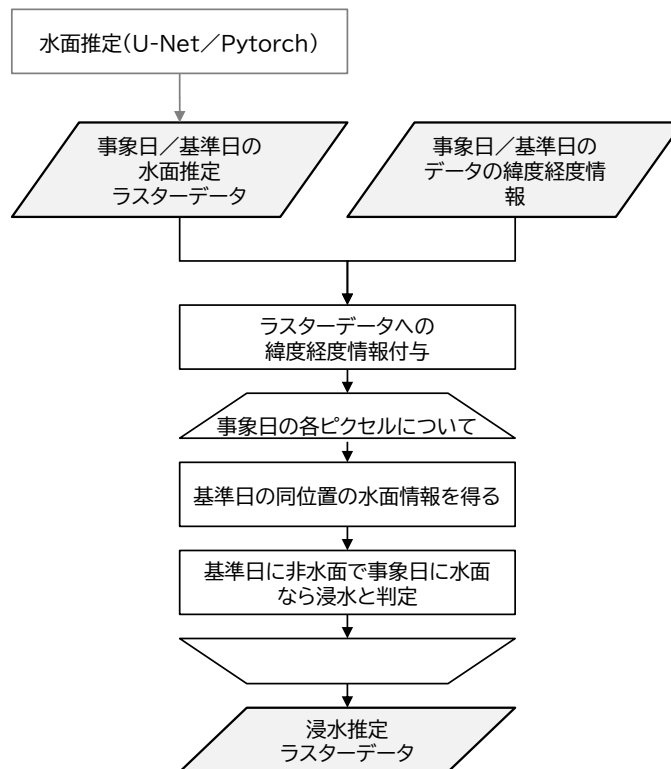 水面推定(U-Net／Pytorch)
事象日／基準日の
水面推定
ラスターデータ
事象日／基準日の
データの緯度経度情
報
ラスターデータへの
緯度経度情報付与
事象日の各ピクセルについて
基準日の同位置の水面情報を得る
基準日に非水面で事象日に水面
なら浸水と判定
浸水推定
ラスターデータ